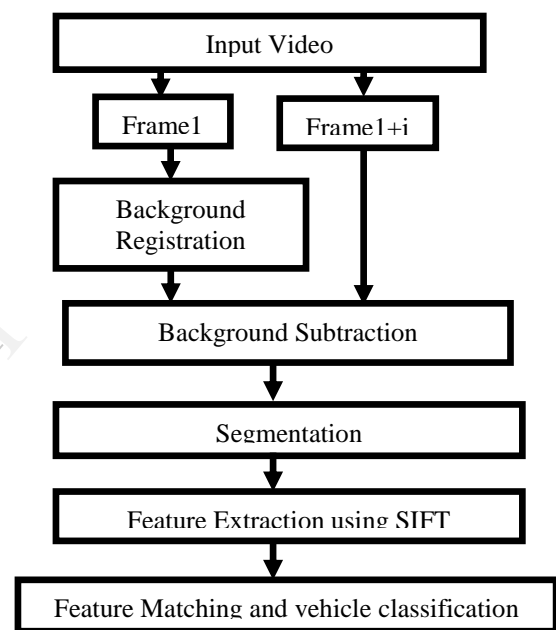 Input Video
Frame1
Frame1+i
Background
Registration
Background Subtraction
Segmentation
Feature Extraction using SIFT
Feature Matching and vehicle classification